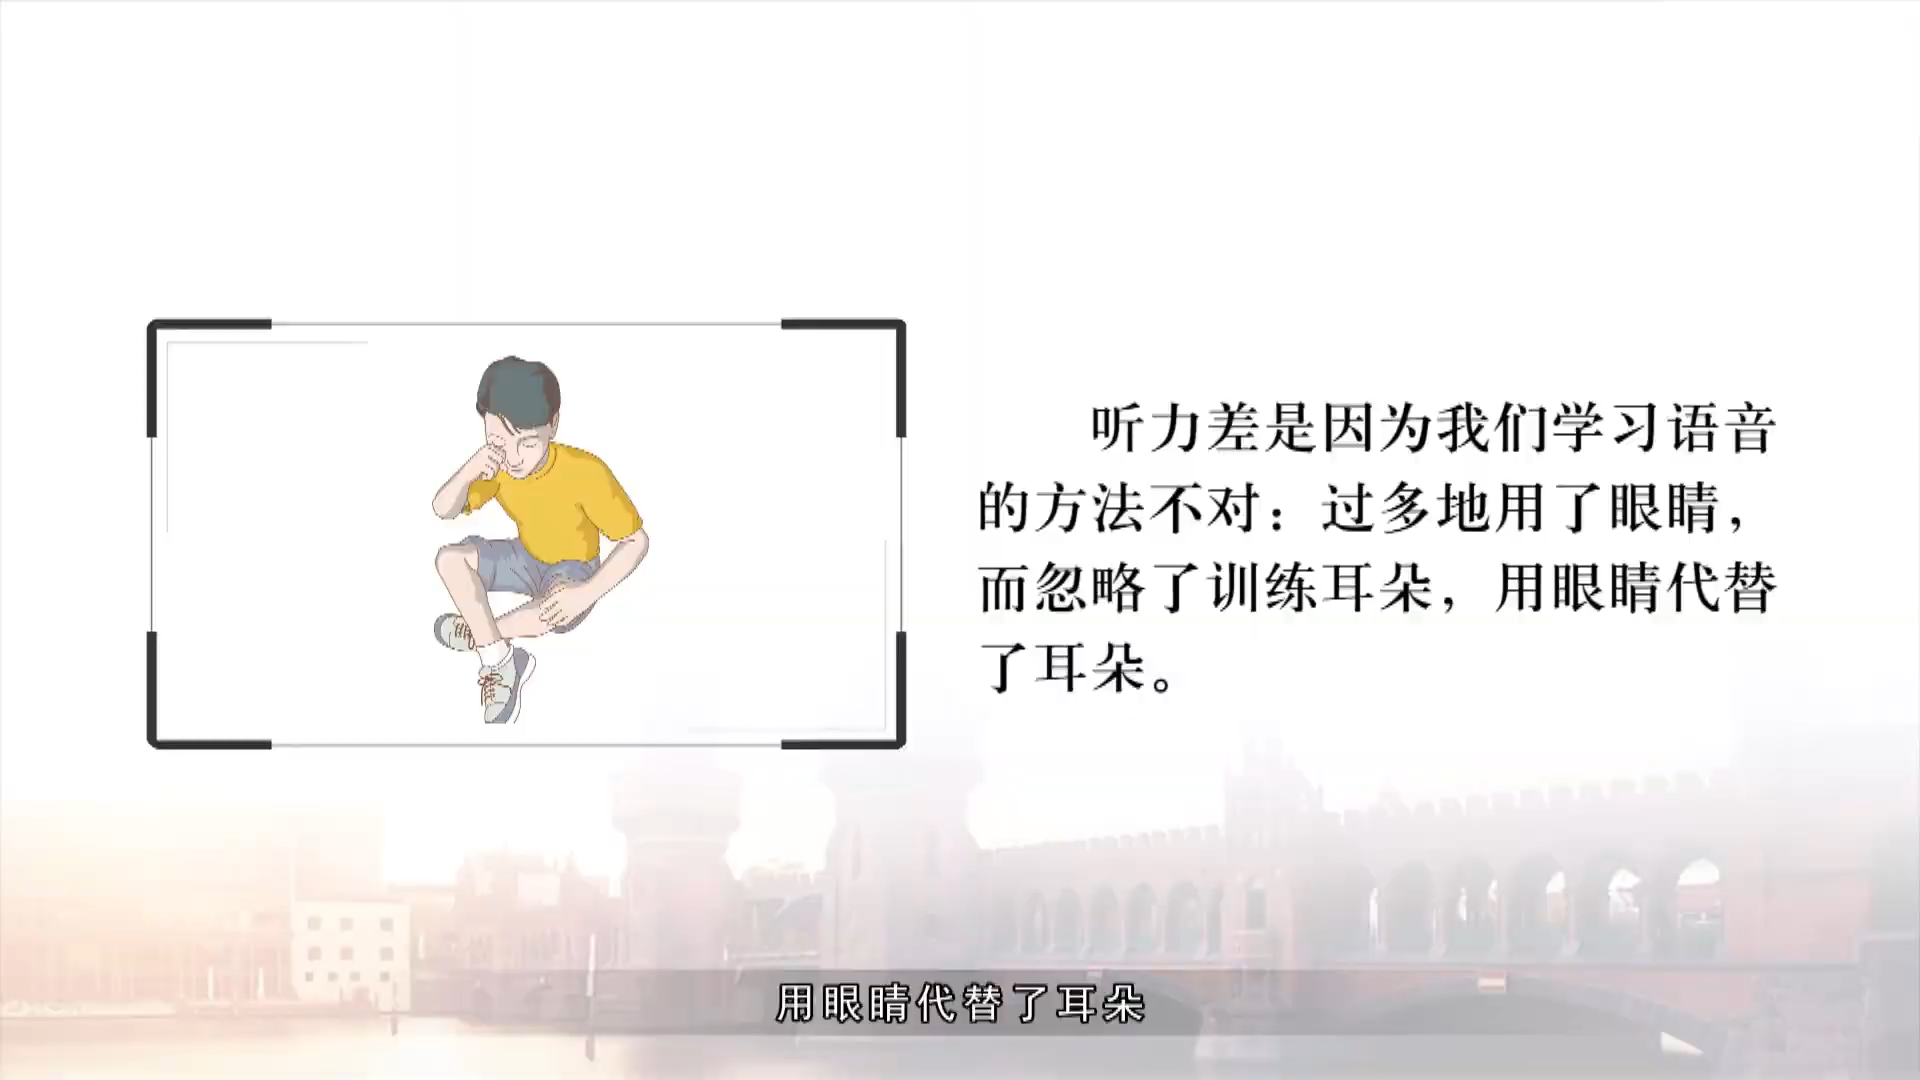 听力差是因为我们学习语音
的方法不对：过多地用了眼睛，
而忽略了训练耳朵，用眼睛代替
了耳朵。
用眼睛代替了耳朵